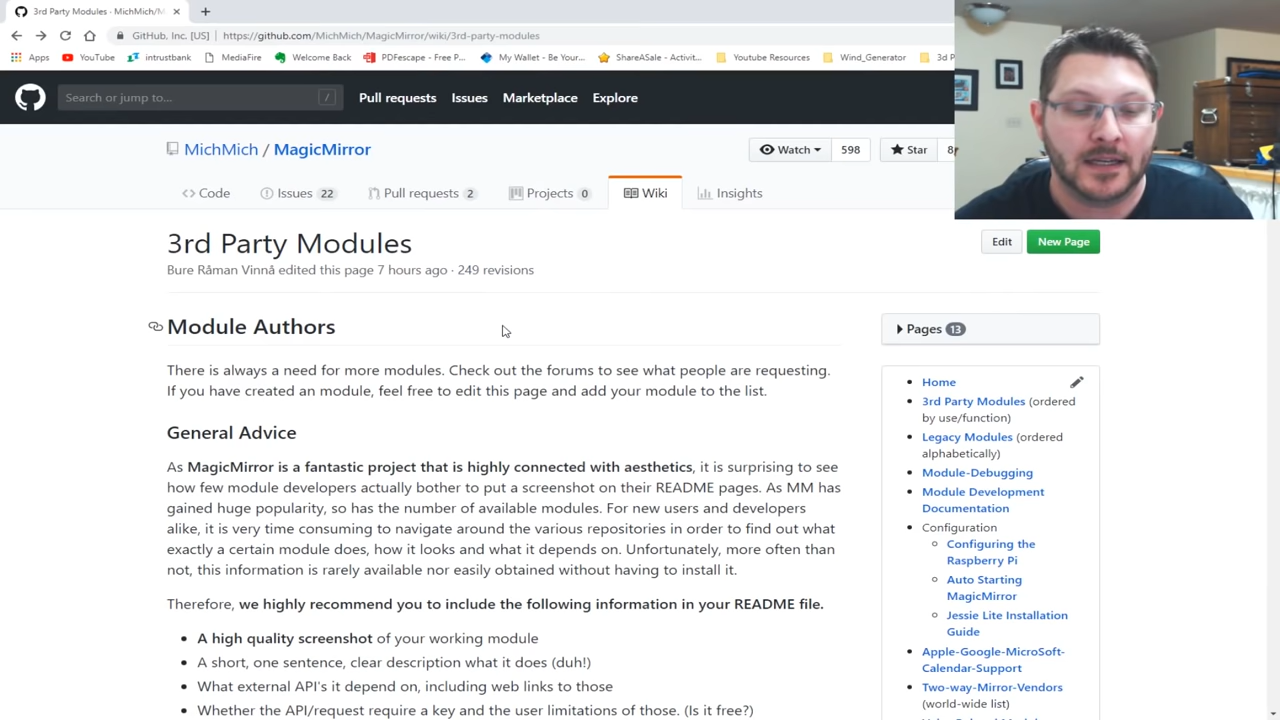 3rd Party Modules · MichMich/M
GitHub, Inc. [US] https://github.com/MichMich/MagicMirror/wiki/3rd-party-modules
Apps YouTube intrustbank MediaFire Welcome Back PDFescape - Free P... My Wallet - Be Your... ShareASale - Activit... Youtube Resources Wind_Generator 3d P
Search or jump to... / Pull requests Issues Marketplace Explore
MichMich / MagicMirror Watch 598 Star
Code Issues 22 Pull requests 2 Projects 0 Wiki Insights
3rd Party Modules
Edit New Page
Bure Råman Vinnå edited this page 7 hours ago · 249 revisions
Module Authors
There is always a need for more modules. Check out the forums to see what people are requesting.
If you have created an module, feel free to edit this page and add your module to the list.
General Advice
As MagicMirror is a fantastic project that is highly connected with aesthetics, it is surprising to see
how few module developers actually bother to put a screenshot on their README pages. As MM has
gained huge popularity, so has the number of available modules. For new users and developers
alike, it is very time consuming to navigate around the various repositories in order to find out what
exactly a certain module does, how it looks and what it depends on. Unfortunately, more often than
not, this information is rarely available nor easily obtained without having to install it.
Therefore, we highly recommend you to include the following information in your README file.
A high quality screenshot of your working module
A short, one sentence, clear description what it does (duh!)
What external API's it depend on, including web links to those
Whether the API/request require a key and the user limitations of those. (Is it free?)
Pages 13
Home
3rd Party Modules (ordered
by use/function)
Legacy Modules (ordered
alphabetically)
Module-Debugging
Module Development
Documentation
Configuration
Configuring the
Raspberry Pi
Auto Starting
MagicMirror
Jessie Lite Installation
Guide
Apple-Google-MicroSoft-
Calendar-Support
Two-way-Mirror-Vendors
(world-wide list)